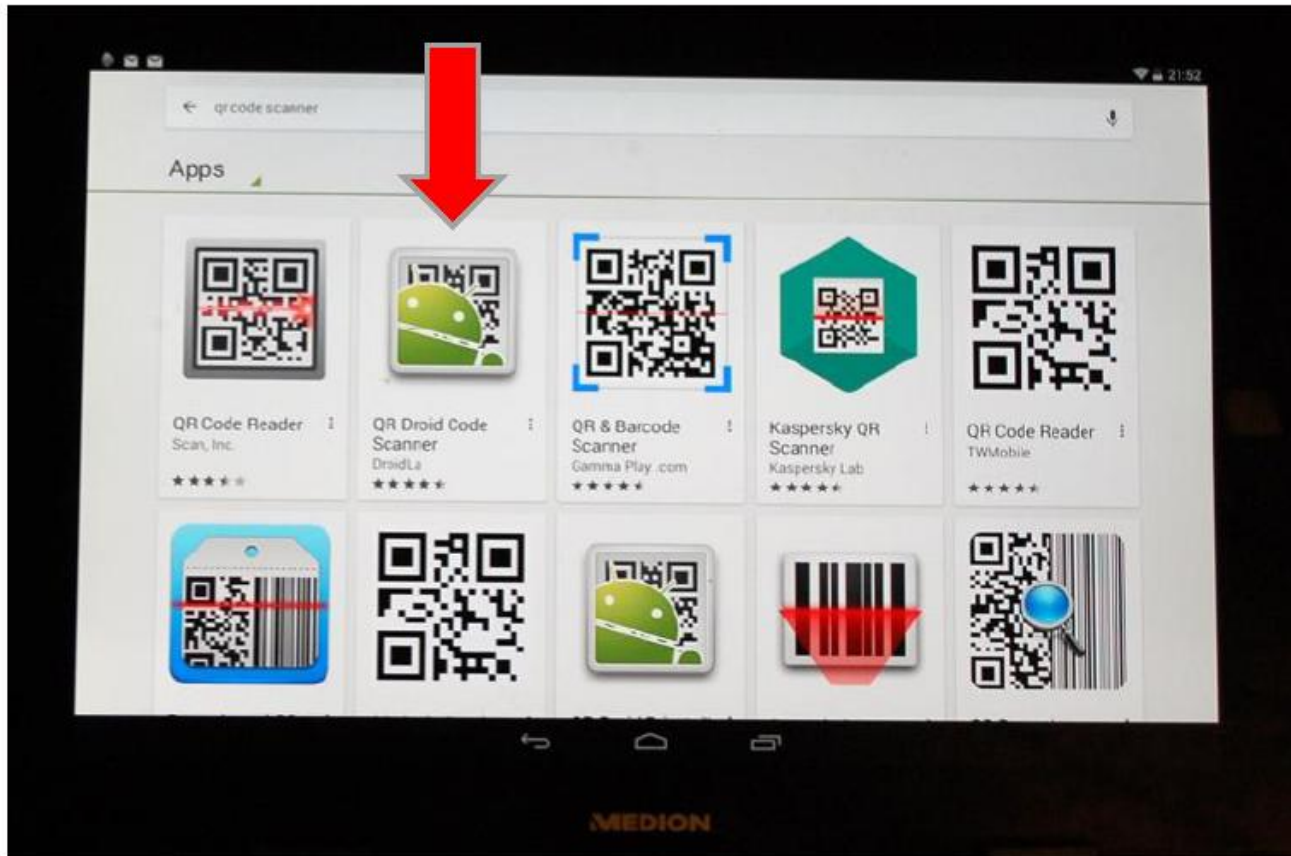 21:52
qr code scanner
Apps
QR Code Reader
Scan, Inc.
QR Droid Code
Scanner
DroidLa
QR & Barcode
Scanner
Gamma Play .com
Kaspersky QR
Scanner
Kaspersky Lab
QR Code Reader
TWMobile
MEDION